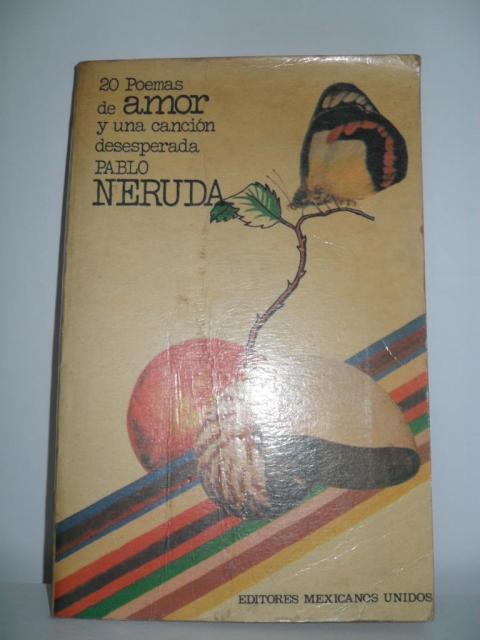 20 Poemas
de amor
y una canción
desesperada
PABLO
NERUDA
EDITORES MEXICANOS UNIDOS